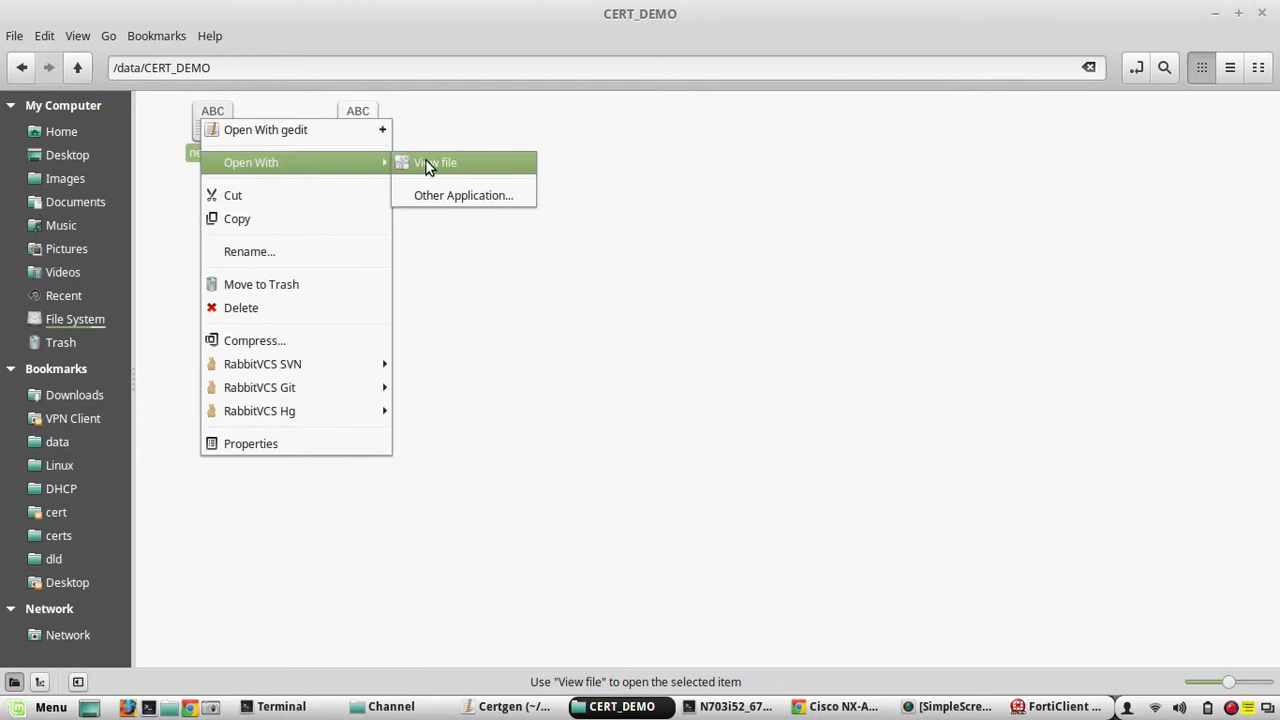 CERT_DEMO
File Edit View Go Bookmarks Help
/data/CERT_DEMO
My Computer
Home
Desktop
Images
Documents
Music
Pictures
Videos
Recent
File System
Trash
Bookmarks
Downloads
VPN Client
data
Linux
DHCP
cert
certs
dld
Desktop
Network
Network
ABC ABC
ne
Open With gedit +
Open With
Cut
Copy
Rename...
Move to Trash
Delete
Compress...
RabbitVCS SVN
RabbitVCS Git
RabbitVCS Hg
Properties
View file
Other Application...
Use "View file" to open the selected item
Menu Terminal Channel Certgen (~/... CERT_DEMO N703i52_67... Cisco NX-A... [SimpleScre... FortiClient ... 14:27